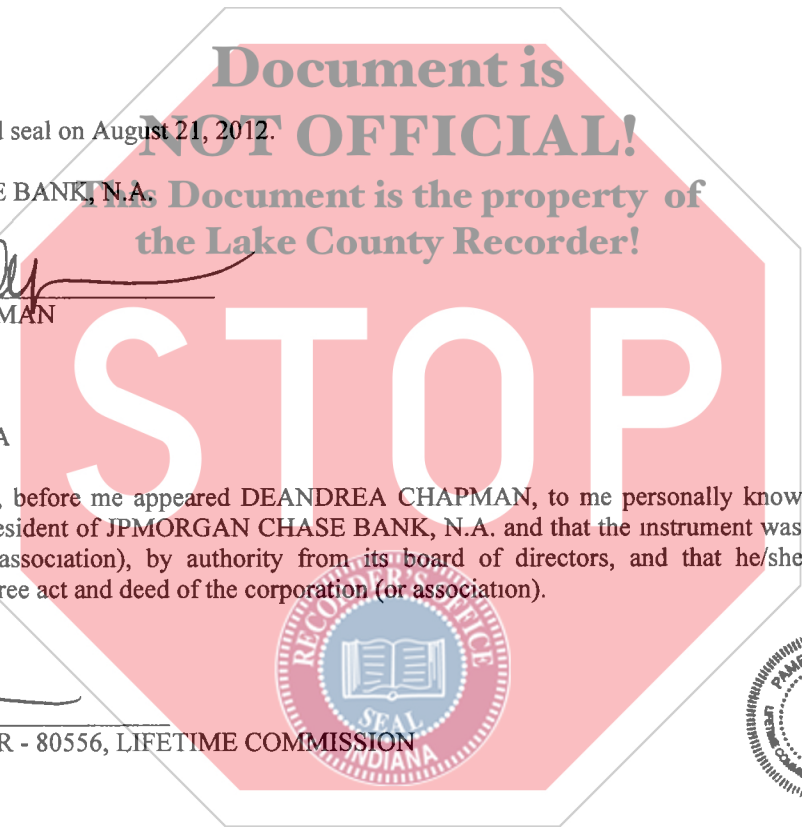 Document is
NOT OFFICIAL!
This Document is the property of
the Lake County Recorder!
l seal on August 21, 2012.
E BANK, N.A.
MAN
STOP
A
, before me appeared DEANDREA CHAPMAN, to me personally know
esident of JPMORGAN CHASE BANK, N.A. and that the instrument was
association), by authority from its board of directors, and that he/she
ree act and deed of the corporation (or association).
RECORDER'S OFFICE
SEAL
INDIANA
R - 80556, LIFETIME COMMISSION
LIFETIME